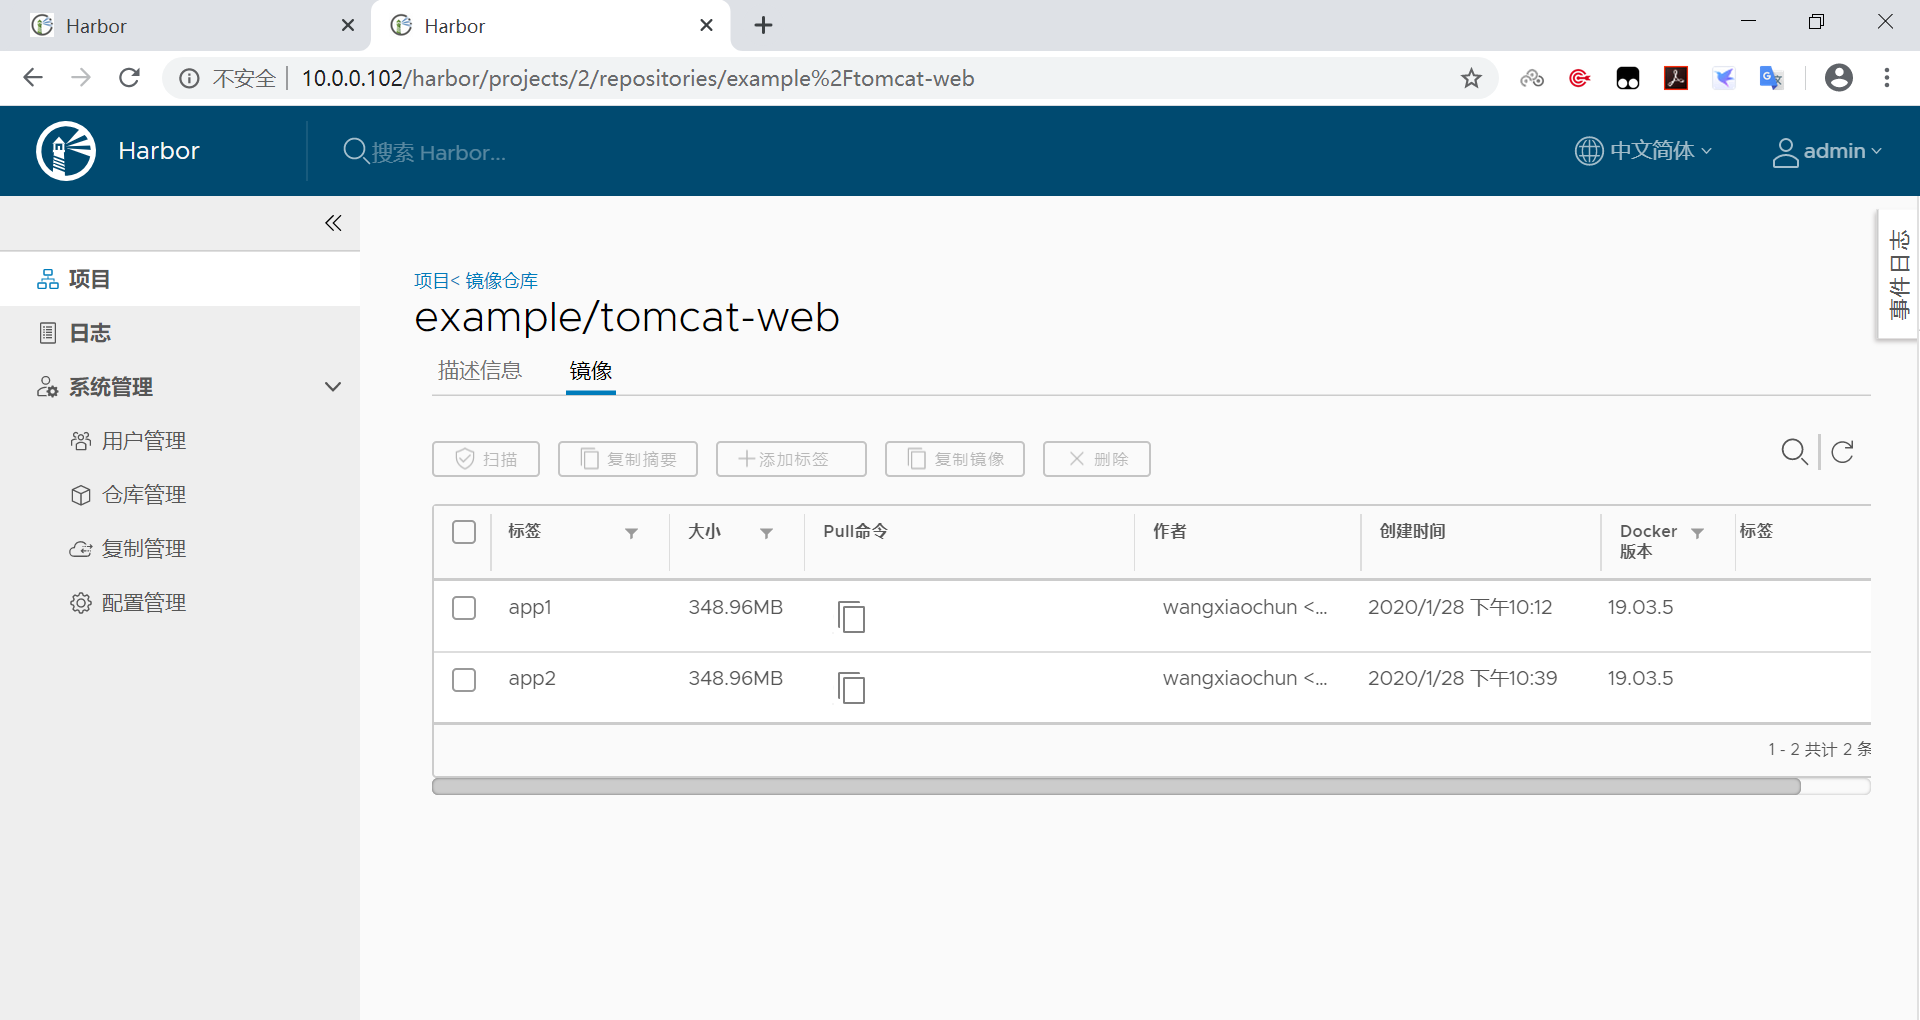 Harbor
Harbor
不安全
10.0.0.102/harbor/projects/2/repositories/example%2Ftomcat-web
Harbor
搜索 Harbor...
中文简体
admin
项目
日志
系统管理
用户管理
仓库管理
复制管理
配置管理
事件日志
项目< 镜像仓库
example/tomcat-web
描述信息 镜像
扫描 复制摘要 添加标签 复制镜像 删除
标签 大小 Pull命令 作者 创建时间 Docker 版本 标签
app1 348.96MB wangxiaochun <... 2020/1/28 下午10:12 19.03.5
app2 348.96MB wangxiaochun <... 2020/1/28 下午10:39 19.03.5
1 - 2 共计 2 条